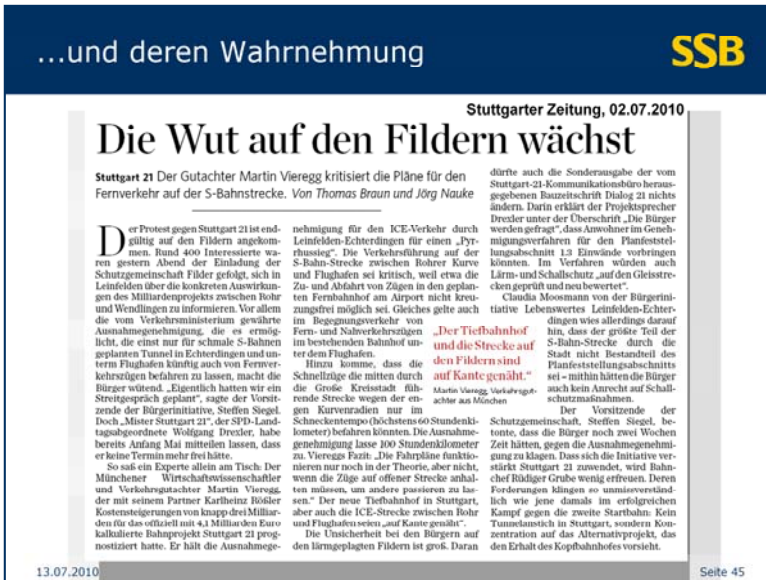 ...und deren Wahrnehmung
SSB
Stuttgarter Zeitung, 02.07.2010
Die Wut auf den Fildern wächst
Stuttgart 21 Der Gutachter Martin Vieregg kritisiert die Pläne für den
Fernverkehr auf der S-Bahnstrecke. Von Thomas Braun und Jörg Nauke
Der Protest gegen Stuttgart 21 ist end-
gültig auf den Fildern angekom-
men. Rund 400 Interessierte wa-
ren gestern Abend der Einladung der
Schutzgemeinschaft Filder gefolgt, sich in
Leinfelden über die konkreten Auswirkun-
gen des Milliardenprojekts zwischen Rohr
und Wendlingen zu informieren. Vor allem
die vom Verkehrsministerium gewährte
Ausnahmegenehmigung, die es ermög-
licht, die einst nur für schmale S-Bahnen
geplanten Tunnel in Echterdingen und un-
term Flughafen künftig auch von Fernver-
kehrszügen befahren zu lassen, macht die
Bürger wütend. „Eigentlich hatten wir ein
Streitgespräch geplant", sagte der Vorsit-
zende der Bürgerinitiative, Steffen Siegel.
Doch „Mister Stuttgart 21", der SPD-Land-
tagsabgeordnete Wolfgang Drexler, habe
bereits Anfang Mai mitteilen lassen, dass
er keine Termin mehr frei hätte.
So saß ein Experte allein am Tisch: Der
Münchener Wirtschaftswissenschaftler
und Verkehrsgutachter Martin Vieregg,
der mit seinem Partner Karlheinz Rößler
Kostensteigerungen von knapp drei Milliar-
den für das offiziell mit 4,1 Milliarden Euro
kalkulierte Bahnprojekt Stuttgart 21 prog-
nostiziert hatte. Er hält die Ausnahmege-
nehmigung für den ICE-Verkehr durch
Leinfelden-Echterdingen für einen „Pyr-
rhussieg". Die Verkehrsführung auf der
S-Bahn-Strecke zwischen Rohrer Kurve
und Flughafen sei kritisch, weil etwa die
Zu- und Abfahrt von Zügen in den geplan-
ten Fernbahnhof am Airport nicht kreu-
zungsfrei möglich sei. Gleiches gelte auch
im Begegnungsverkehr von
Fern- und Nahverkehrszügen
im bestehenden Bahnhof un-
ter dem Flughafen.
Hinzu komme, dass die
Schnellzüge die mitten durch
die Große Kreisstadt füh-
rende Strecke wegen der en-
gen Kurvenradien nur im
Schneckentempo (höchstens 60 Stundenki-
lometer) befahren könnten. Die Ausnahme-
genehmigung lasse 100 Stundenkilometer
zu. Viereggs Fazit: „Die Fahrpläne funktio-
nieren nur noch in der Theorie, aber nicht,
wenn die Züge auf offener Strecke anhal-
ten müssen, um andere passieren zu las-
sen." Der neue Tiefbahnhof in Stuttgart,
aber auch die ICE-Strecke zwischen Rohr
und Flughafen seien „auf Kante genäht".
Die Unsicherheit bei den Bürgern auf
den lärmgeplagten Fildern ist groß. Daran
„Der Tiefbahnhof
und die Strecke auf
den Fildern sind
auf Kante genäht."
Martin Vieregg, Verkehrsgut-
achter aus München
dürfte auch die Sonderausgabe der vom
Stuttgart-21-Kommunikationsbüro heraus-
gegebenen Bauzeitschrift Dialog 21 nichts
ändern. Darin erklärt der Projektsprecher
Drexler unter der Überschrift „Die Bürger
werden gefragt", dass Anwohner im Geneh-
migungsverfahren für den Planfeststel-
lungsabschnitt 1.3 Einwände vorbringen
könnten. Im Verfahren würden auch
Lärm- und Schallschutz „auf den Gleisstre-
cken geprüft und neu bewertet".
Claudia Moosmann von der Bürgerini-
tiative Lebenswertes Leinfelden-Echter-
dingen wies allerdings darauf
hin, dass der größte Teil der
S-Bahn-Strecke durch die
Stadt nicht Bestandteil des
Planfeststellungsabschnitts
sei – mithin hätten die Bürger
auch kein Anrecht auf Schall-
schutzmaßnahmen.
Der Vorsitzende der
Schutzgemeinschaft, Steffen Siegel, be-
tonte, dass die Bürger noch zwei Wochen
Zeit hätten, gegen die Ausnahmegenehmi-
gung zu klagen. Dass sich die Initiative ver-
stärkt Stuttgart 21 zuwendet, wird Bahn-
chef Rüdiger Grube wenig erfreuen. Deren
Forderungen klingen so unmissverständ-
lich wie jene damals im erfolgreichen
Kampf gegen die zweite Startbahn: Kein
Tunnelanstich in Stuttgart, sondern Kon-
zentration auf das Alternativprojekt, das
den Erhalt des Kopfbahnhofes vorsieht.
13.07.2010
Seite 45